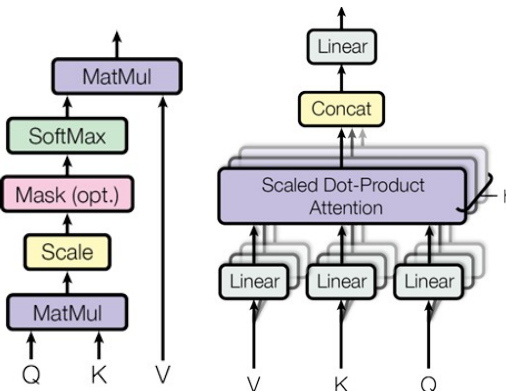 MatMul
SoftMax
Mask (opt.)
Scale
MatMul
Q K V
Linear
Concat
Scaled Dot-Product
Attention
Linear Linear Linear
V K Q